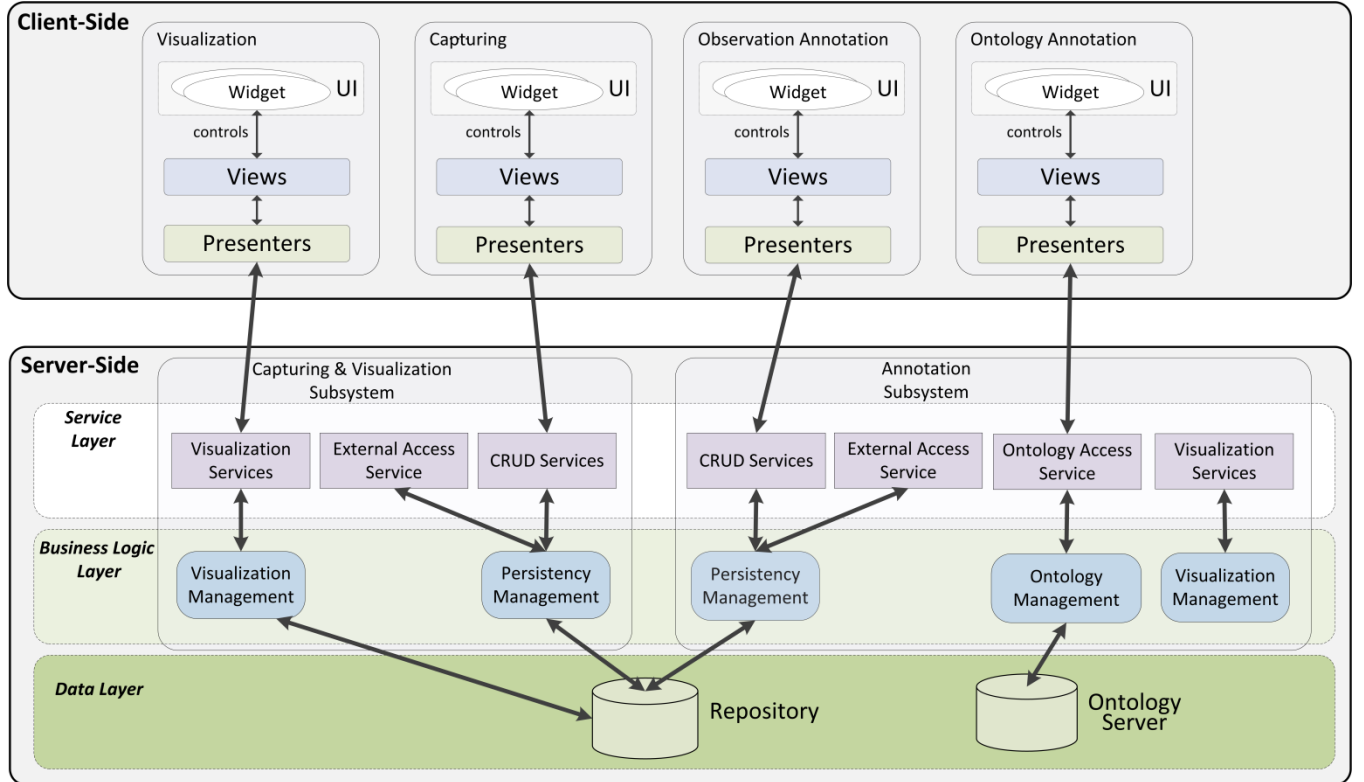 Client-Side
Visualization
Capturing
Observation Annotation
Ontology Annotation
Widget
UI
Widget
UI
Widget
UI
Widget
UI
controls
controls
controls
controls
Views
Views
Views
Views
Presenters
Presenters
Presenters
Presenters
Server-Side
Capturing & Visualization
Subsystem
Annotation
Subsystem
Service
Layer
Visualization
Services
External Access
Service
CRUD Services
CRUD Services
External Access
Service
Ontology Access
Service
Visualization
Services
Business Logic
Layer
Visualization
Management
Persistency
Management
Persistency
Management
Ontology
Management
Visualization
Management
Data Layer
Repository
Ontology
Server